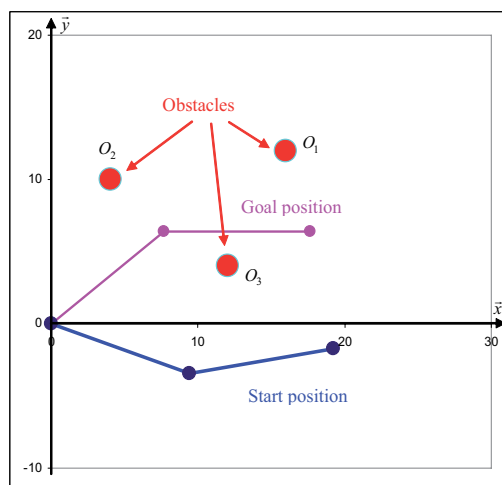 20
y
Obstacles
O2
O1
10
Goal position
O3
x
0
0
10
20
30
Start position
-10